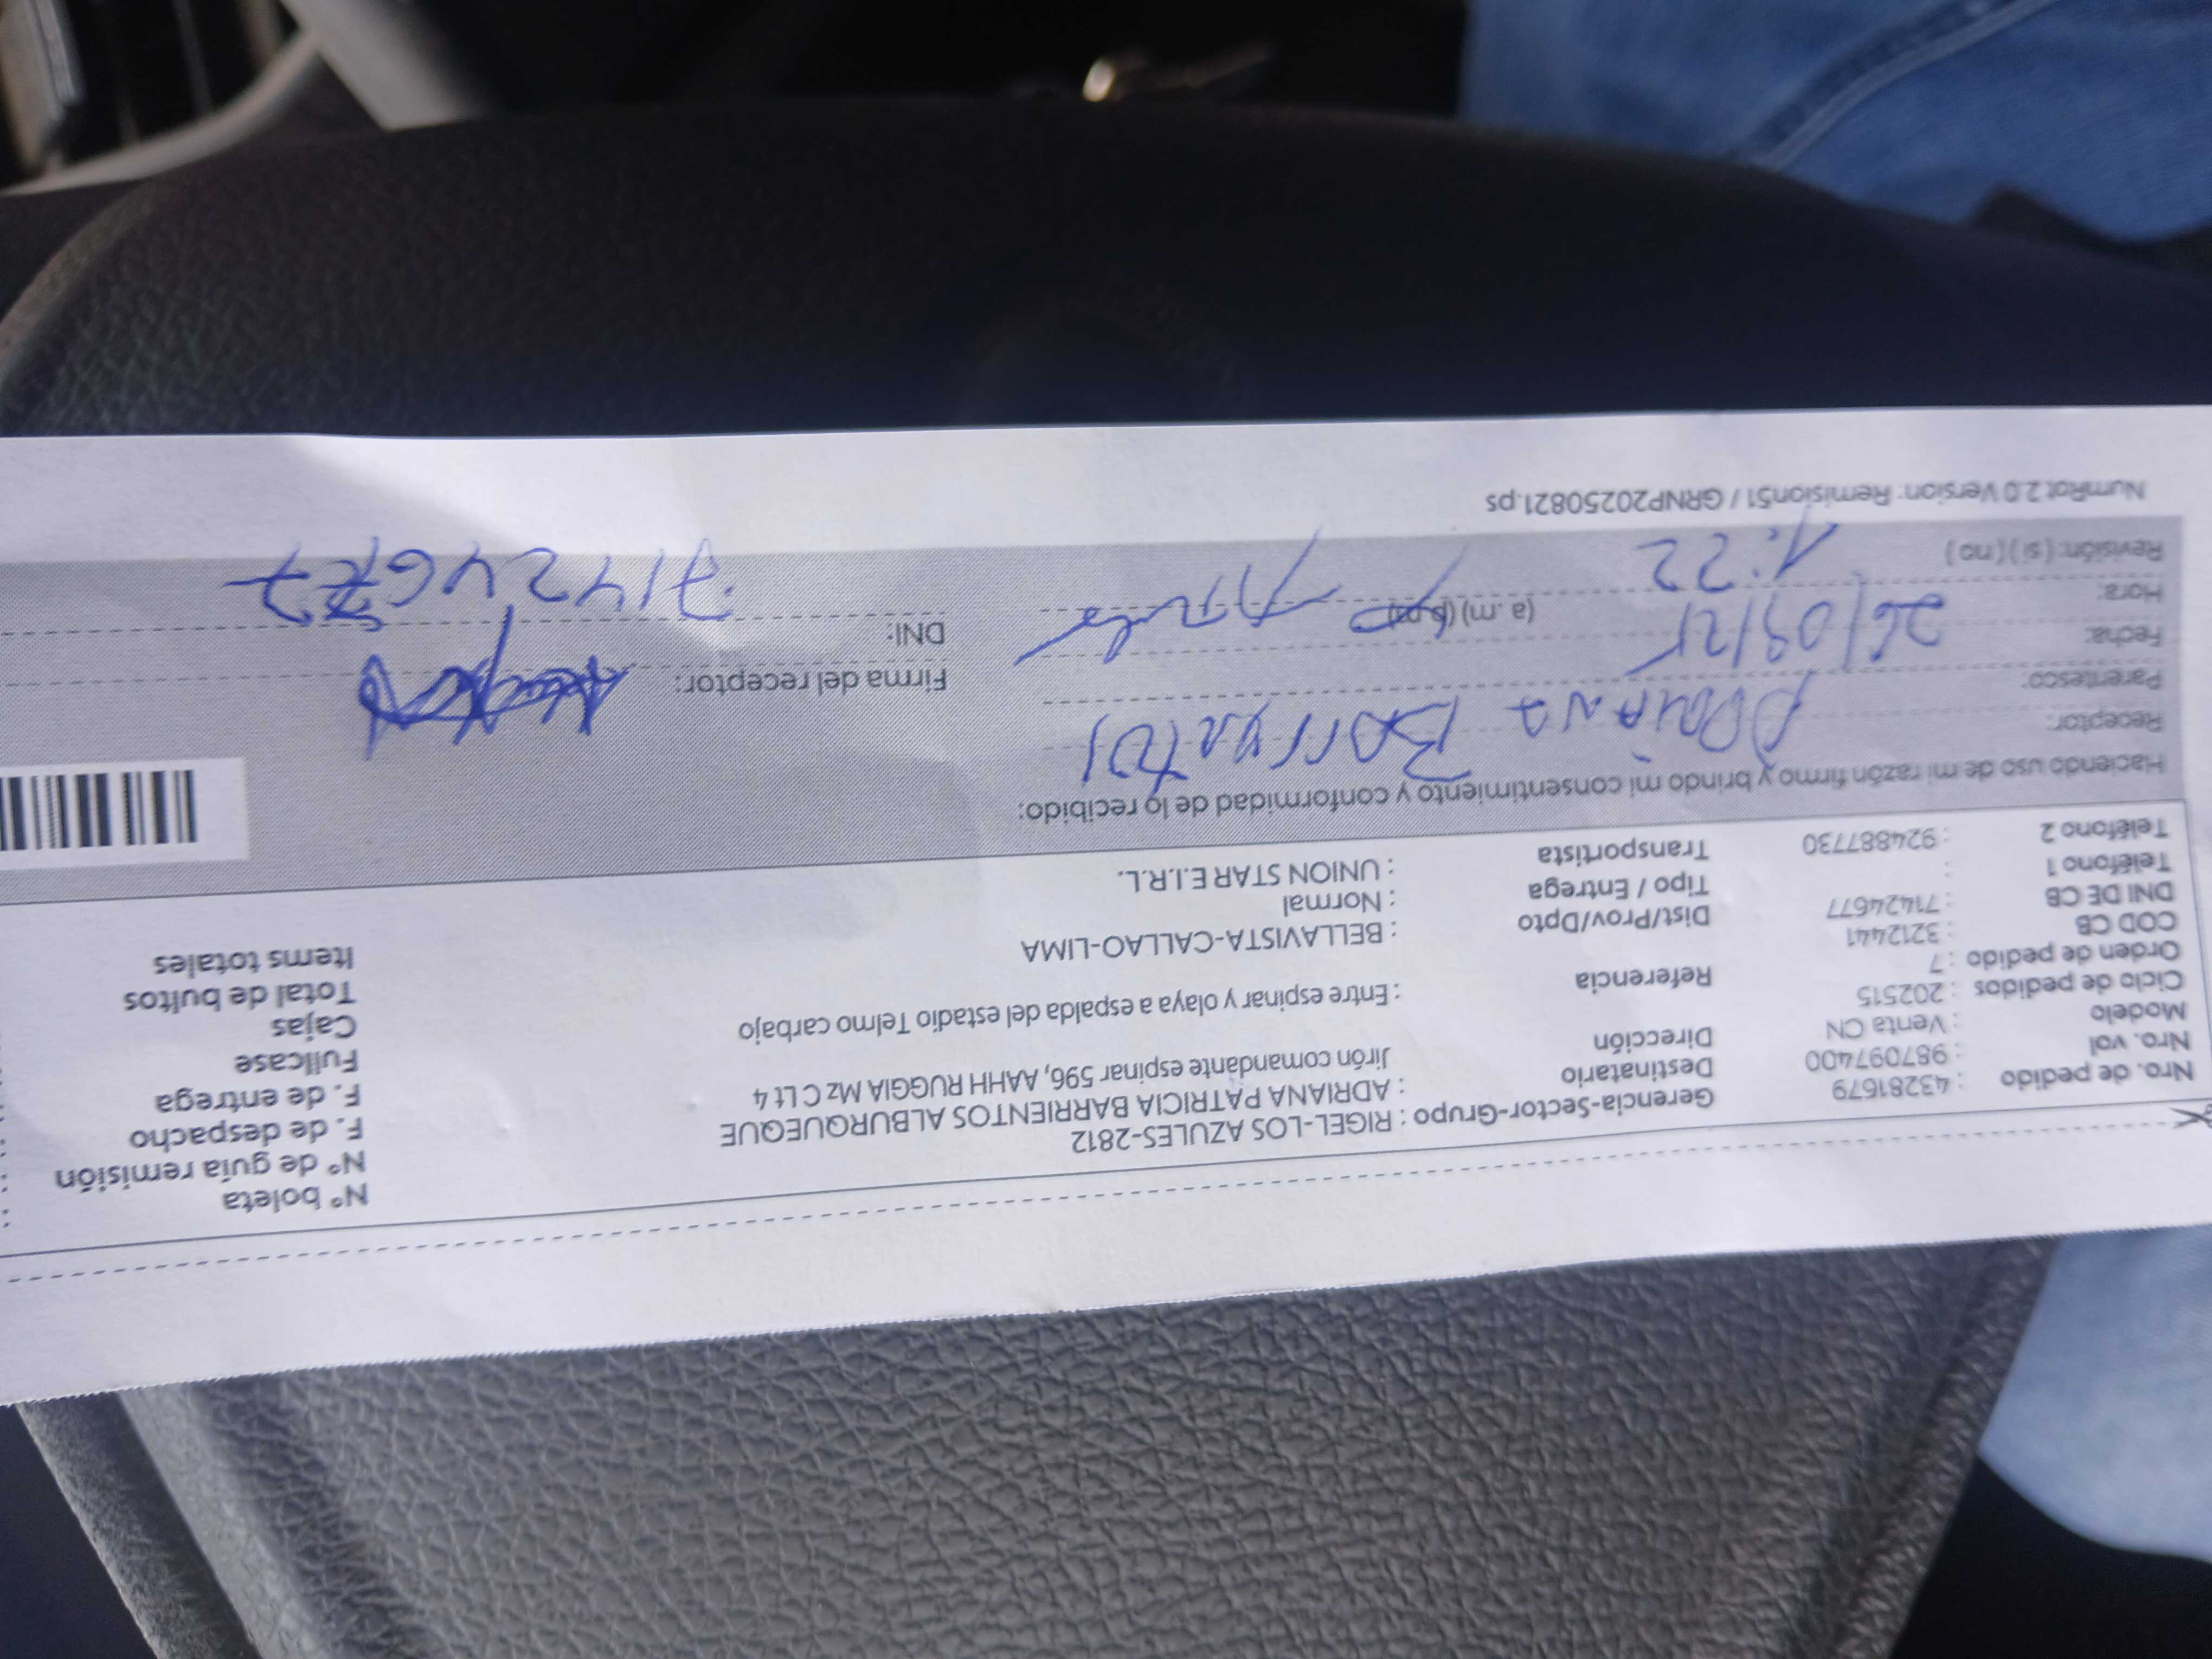 Nro. de pedido : 43281679 Gerencia-Sector-Grupo : RIGEL-LOS AZULES-2812 N° boleta :
Nro. vol : 987097400 Destinatario : ADRIANA PATRICIA BARRIENTOS ALBURQUEQUE N° de guía remisión :
Modelo : Venta CN Dirección Jirón comandante espinar 596, AAHH RUGGIA Mz C Lt 4 F. de despacho
Ciclo de pedidos : 202515 F. de entrega
Orden de pedido : 7 Referencia : Entre espinar y olaya a espalda del estadio Telmo carbajo Fullcase
COD CB : 3212441 Cajas
DNI DE CB : 71424677 Dist/Prov/Dpto : BELLAVISTA-CALLAO-LIMA Total de bultos
Teléfono 1 : Tipo / Entrega : Normal Items totales
Teléfono 2 : 924887730 Transportista : UNION STAR E.I.R.L.
Haciendo uso de mi razón firmo y brindo mi consentimiento y conformidad de lo recibido:
Receptor: Adriana Barrientos
Parentesco: Firma del receptor:
Fecha: 26/09/25 DNI:
Hora: 1:22 (a. m) (p.m)
Revisión: ( si ) ( no )
NumRot 2.0 Version: Remision51 / GRNP20250821.ps